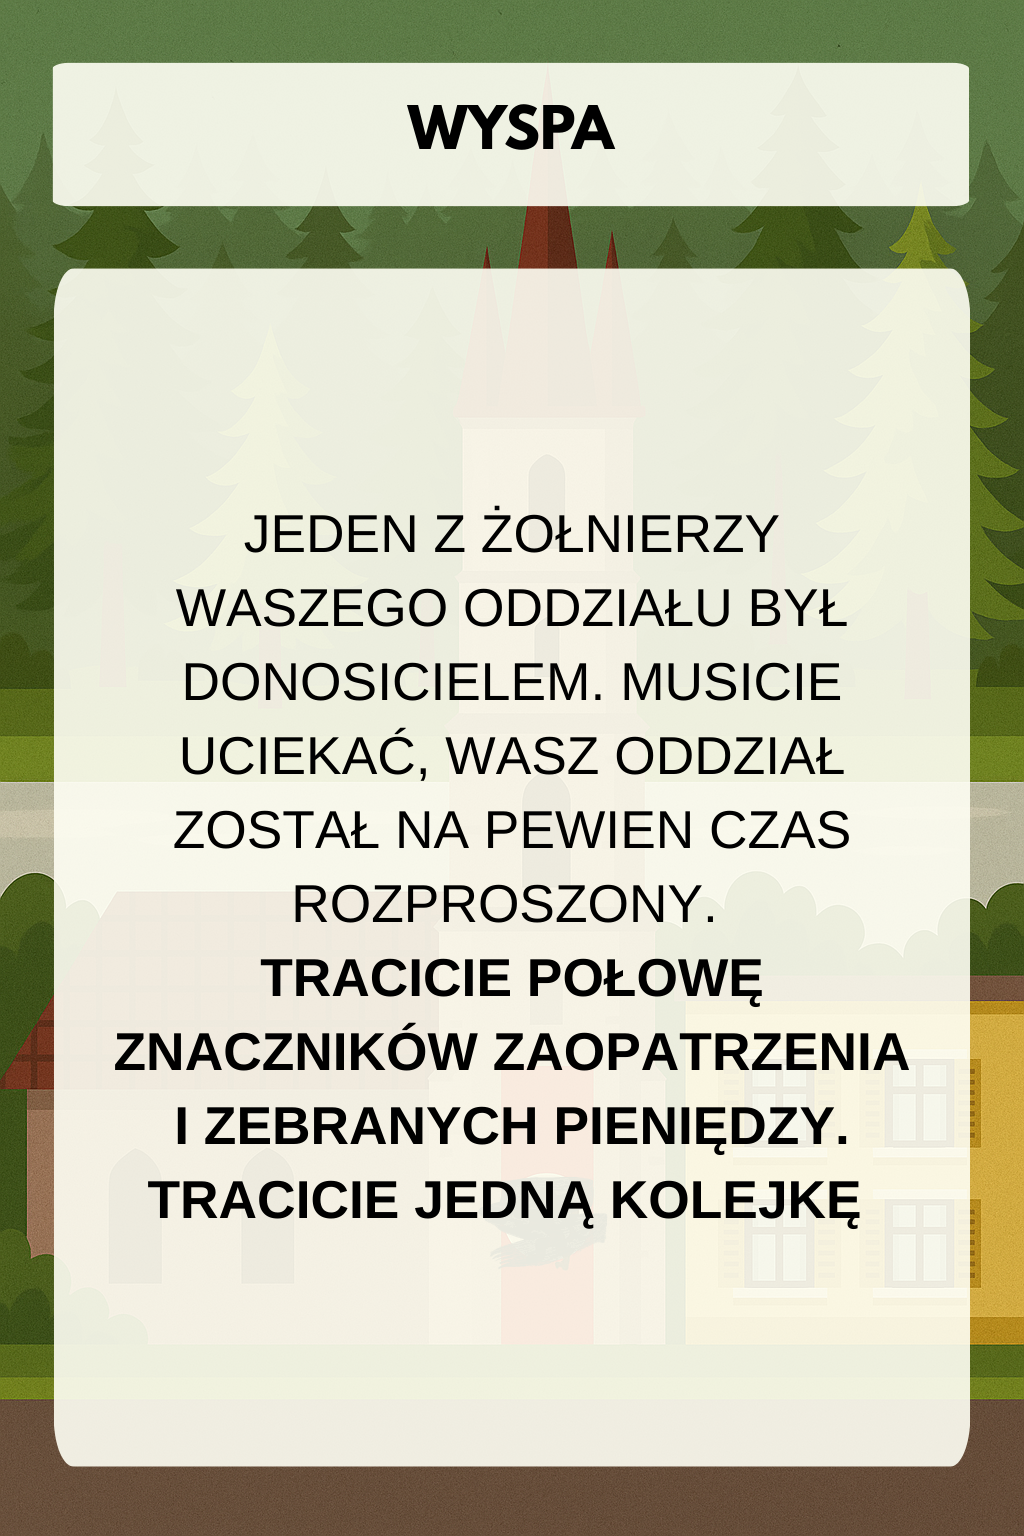 WYSPA
JEDEN Z ŻOŁNIERZY
WASZEGO ODDZIAŁU BYŁ
DONOSICIELEM. MUSICIE
UCIEKAĆ, WASZ ODDZIAŁ
ZOSTAŁ NA PEWIEN CZAS
ROZPROSZONY.
TRACICIE POŁOWĘ
ZNACZNIKÓW ZAOPATRZENIA
I ZEBRANYCH PIENIĘDZY.
TRACICIE JEDNĄ KOLEJKĘ